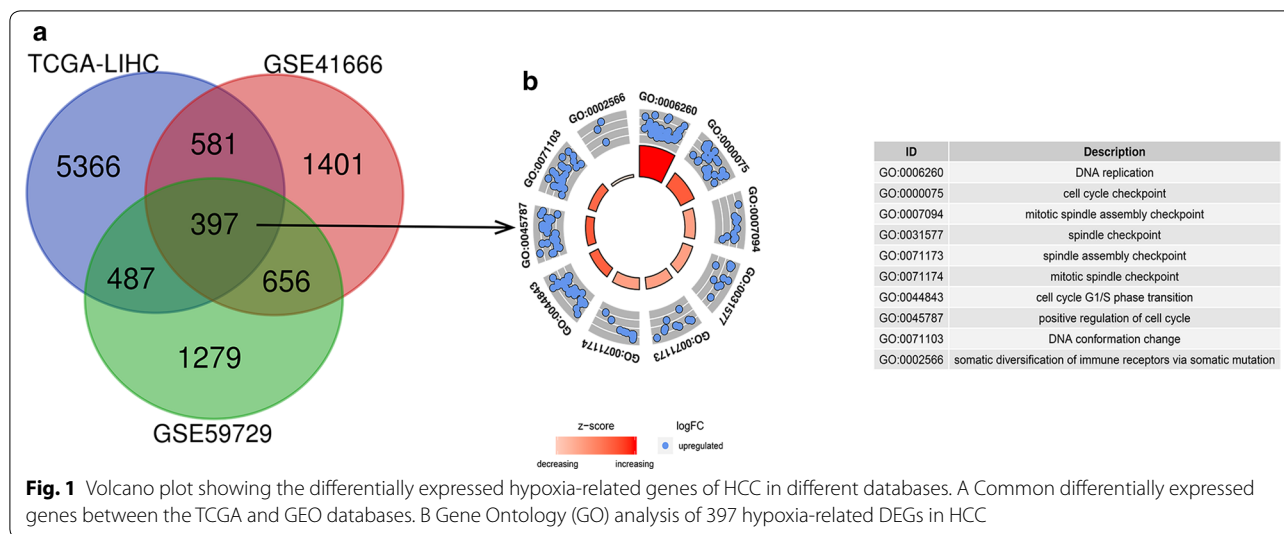 a
TCGA-LIHC
GSE41666
5366
581
1401
397
487
656
1279
GSE59729
b
GO:0006260
GO:0000075
GO:0007094
GO:0031577
GO:0071173
GO:0071174
GO:0044843
GO:0045787
GO:0071103
GO:0002566
z-score
decreasing
increasing
logFC
upregulated
ID Description
GO:0006260 DNA replication
GO:0000075 cell cycle checkpoint
GO:0007094 mitotic spindle assembly checkpoint
GO:0031577 spindle checkpoint
GO:0071173 spindle assembly checkpoint
GO:0071174 mitotic spindle checkpoint
GO:0044843 cell cycle G1/S phase transition
GO:0045787 positive regulation of cell cycle
GO:0071103 DNA conformation change
GO:0002566 somatic diversification of immune receptors via somatic mutation
Fig. 1 Volcano plot showing the differentially expressed hypoxia-related genes of HCC in different databases. A Common differentially expressed
genes between the TCGA and GEO databases. B Gene Ontology (GO) analysis of 397 hypoxia-related DEGs in HCC